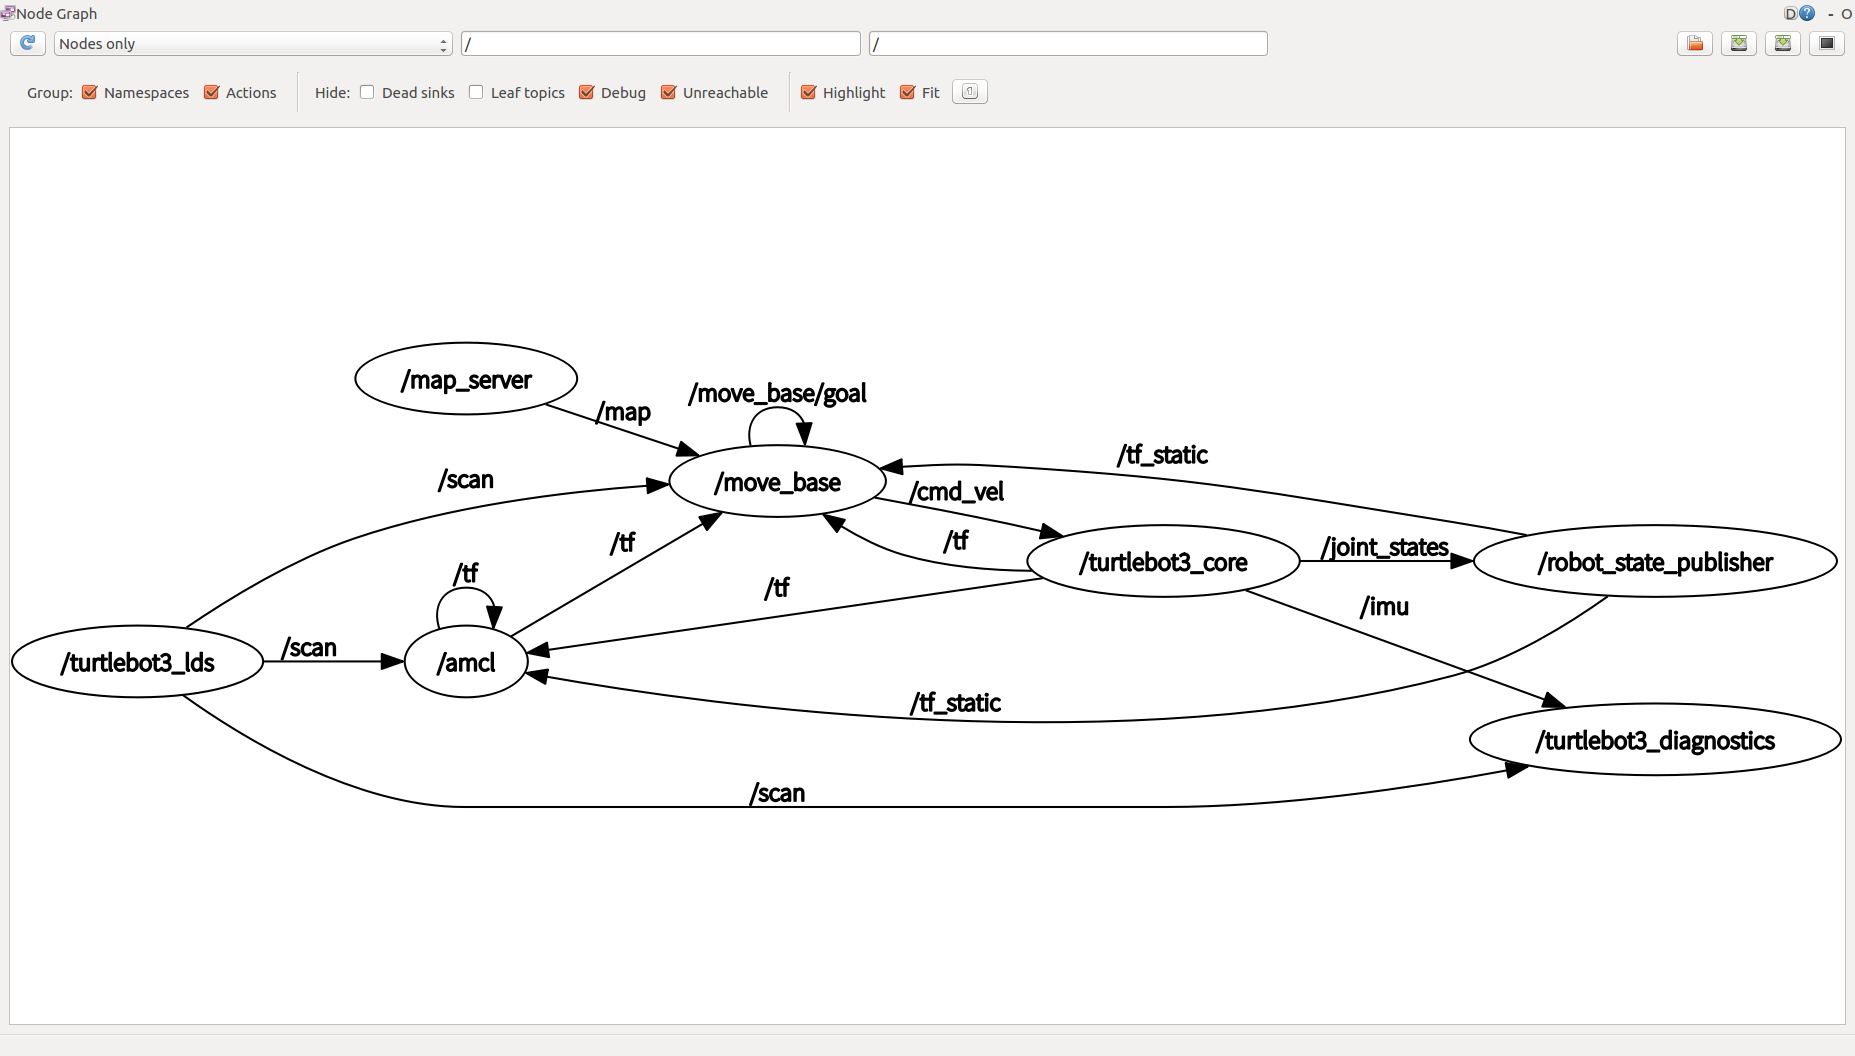 Node Graph
D ? - O
Nodes only / /
Group: Namespaces Actions Hide: Dead sinks Leaf topics Debug Unreachable Highlight Fit
/map_server
/map
/move_base/goal
/move_base
/scan
/tf_static
/cmd_vel
/tf
/tf
/turtlebot3_core
/joint_states
/robot_state_publisher
/tf
/tf
/imu
/turtlebot3_lds
/scan
/amcl
/tf_static
/turtlebot3_diagnostics
/scan